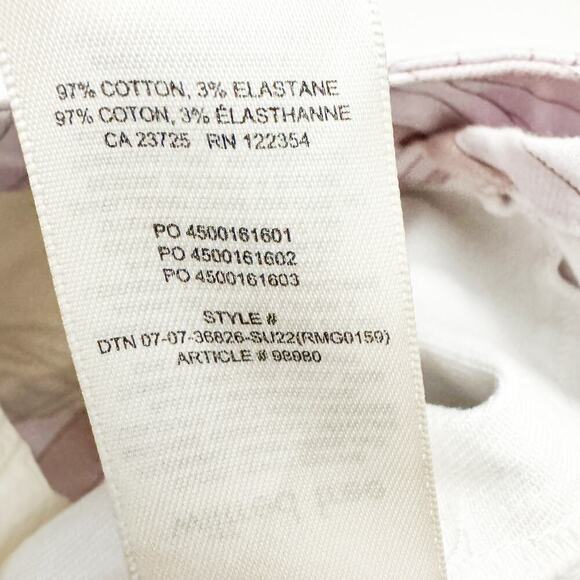 97% COTTON, 3% ELASTANE
97% COTON, 3% ÉLASTHANNE
CA 23725 RN 122354
PO 4500161601
PO 4500161602
PO 4500161603
STYLE #
DTN 07-07-36826-SU22(RMG0159)
ARTICLE # 98980